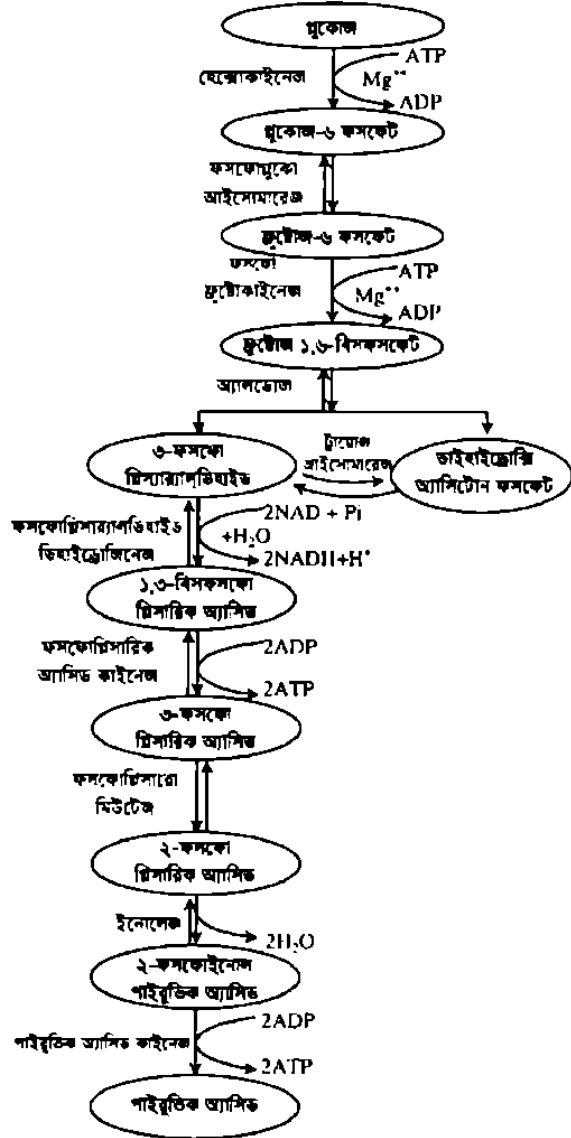 গ্লুকোজ
ATP
হেক্সোকাইনেজ
Mg⁺⁺
ADP
গ্লুকোজ-৬ ফসফেট
ফসফোগ্লুকো
আইসোমারেজ
ফ্রুক্টোজ-৬ ফসফেট
ফসফো
ফ্রুক্টোকাইনেজ
ATP
Mg⁺⁺
ADP
ফ্রুক্টোজ ১,৬-বিসফসফেট
অ্যালডোজ
৩-ফসফো
গ্লিস্যার‍্যালডিহাইড
ট্রায়োজ
আইসোমারেজ
ডাইহাইড্রোক্সি
অ্যাসিটোন ফসফেট
ফসফোগ্লিসার‍্যালডিহাইড
ডিহাইড্রোজিনেজ
2NAD + Pi
+H₂O
2NADH+H⁺
১,৩-বিসফসফো
গ্লিসারিক অ্যাসিড
ফসফোগ্লিসারিক
অ্যাসিড কাইনেজ
2ADP
2ATP
৩-ফসফো
গ্লিসারিক অ্যাসিড
ফসফোগ্লিসারো
মিউটেজ
২-ফসফো
গ্লিসারিক অ্যাসিড
ইনোলেজ
2H₂O
২-ফসফোইনোল
পাইরুভিক অ্যাসিড
পাইরুভিক অ্যাসিড কাইনেজ
2ADP
2ATP
পাইরুভিক অ্যাসিড